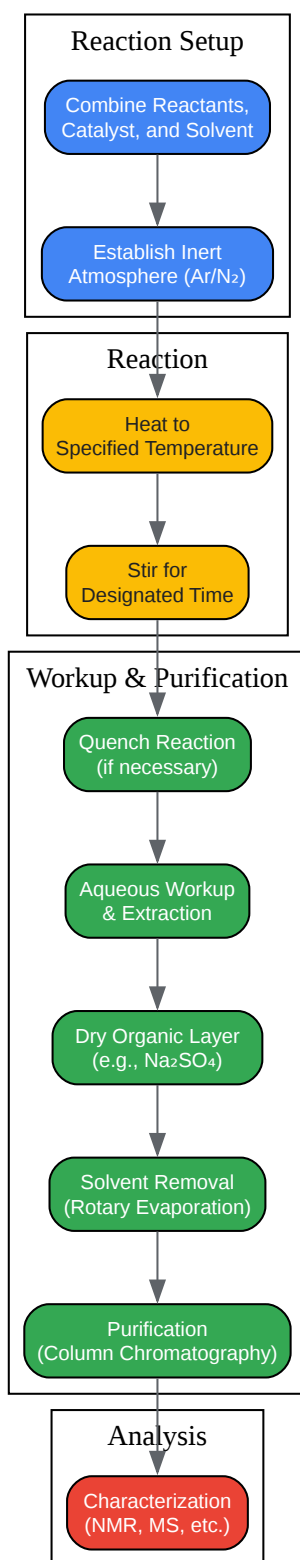 Reaction Setup
Combine Reactants,
Catalyst, and Solvent
Establish Inert
Atmosphere (Ar/N₂)
Reaction
Heat to
Specified Temperature
Stir for
Designated Time
Workup & Purification
Quench Reaction
(if necessary)
Aqueous Workup
& Extraction
Dry Organic Layer
(e.g., Na₂SO₄)
Solvent Removal
(Rotary Evaporation)
Purification
(Column Chromatography)
Analysis
Characterization
(NMR, MS, etc.)